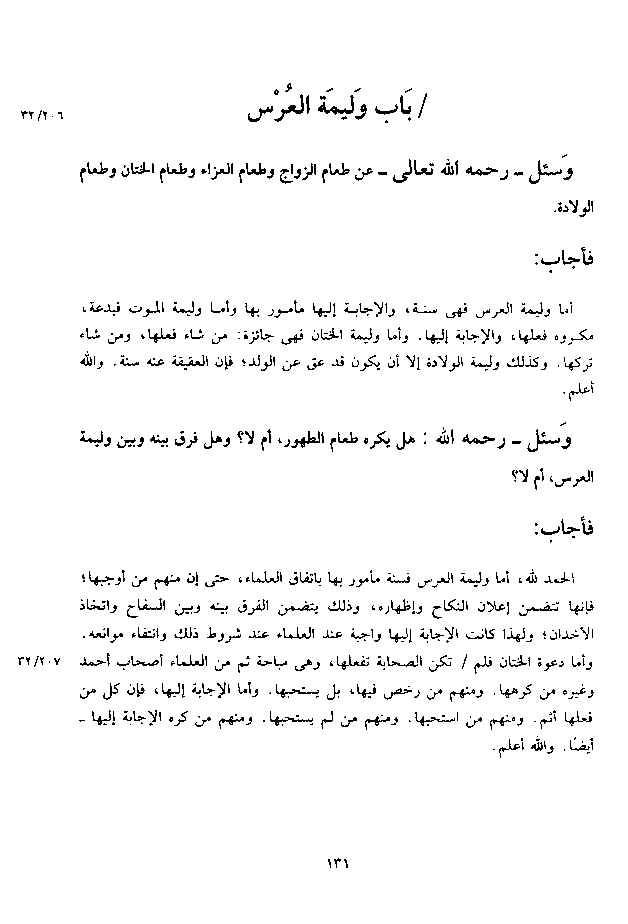 / بَاب وَليمَة العُرْس
٣٢/٢٠٦
وَسئل ـ رحمه الله تعالى ـ عن طعام الزواج وطعام العزاء وطعام الختان وطعام
الولادة.
فأجاب:
أما وليمة العرس فهى سنة، والإجابة إليها مأمور بها وأما وليمة الموت فبدعة،
مكروه فعلها، والإجابة إليها. وأما وليمة الختان فهى جائزة: من شاء فعلها، ومن شاء
تركها. وكذلك وليمة الولادة إلا أن يكون قد عق عن الولد؛ فإن العقيقة عنه سنة. والله
أعلم.
وَسئل ـ رحمه الله : هل يكره طعام الطهور، أم لا؟ وهل فرق بينه وبين وليمة
العرس، أم لا؟
فأجاب:
الحمد لله، أما وليمة العرس فسنة مأمور بها باتفاق العلماء، حتى إن منهم من أوجبها؛
فإنها تتضمن إعلان النكاح وإظهاره، وذلك يتضمن الفرق بينه وبين السفاح واتخاذ
الأخدان؛ ولهذا كانت الإجابة إليها واجبة عند العلماء عند شروط ذلك وانتفاء موانعه.
وأما دعوة الختان فلم / تكن الصحابة تفعلها، وهى مباحة ثم من العلماء أصحاب أحمد
٣٢/٢٠٧
وغيره من كرهها. ومنهم من رخص فيها، بل يستحبها. وأما الإجابة إليها، فإن كل من
فعلها أثم. ومنهم من استحبها. ومنهم من لم يستحبها. ومنهم من كره الإجابة إليها ـ
أيضًا. والله أعلم.
١٣١